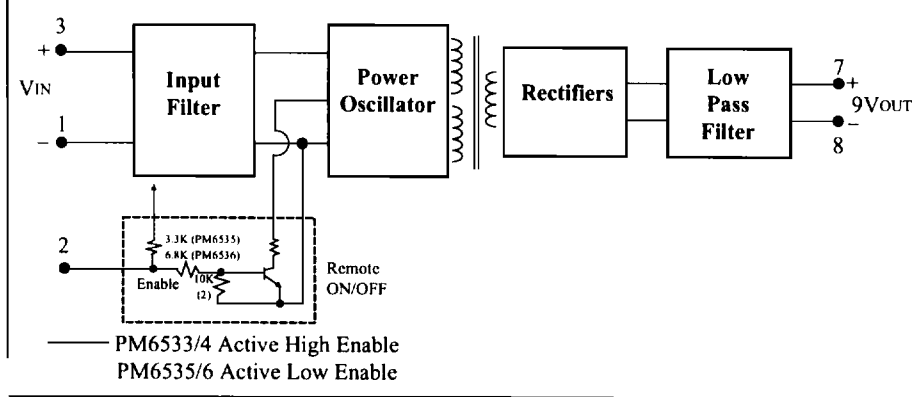 3
+
VIN
1
−
Input
Filter
Power
Oscillator
Rectifiers
Low
Pass
Filter
7
+
9VOUT
−
8
2
3.3K (PM6535)
6.8K (PM6536)
Enable
10K
(2)
Remote
ON/OFF
PM6533/4 Active High Enable
PM6535/6 Active Low Enable